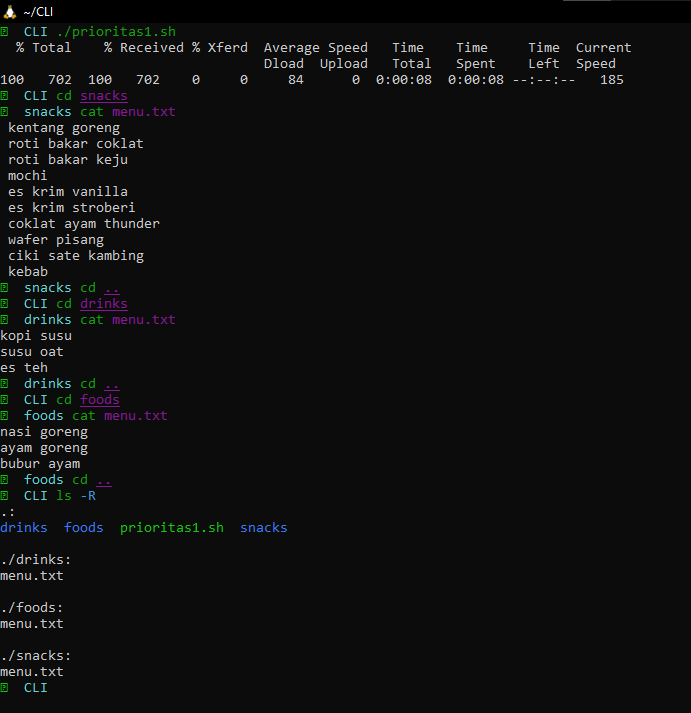 ~/CLI
CLI ./prioritas1.sh
% Total % Received % Xferd Average Speed Time Time Time Current
Dload Upload Total Spent Left Speed
100 702 100 702 0 0 84 0 0:00:08 0:00:08 --:--:-- 185
CLI cd snacks
snacks cat menu.txt
kentang goreng
roti bakar coklat
roti bakar keju
mochi
es krim vanilla
es krim stroberi
coklat ayam thunder
wafer pisang
ciki sate kambing
kebab
snacks cd ..
CLI cd drinks
drinks cat menu.txt
kopi susu
susu oat
es teh
drinks cd ..
CLI cd foods
foods cat menu.txt
nasi goreng
ayam goreng
bubur ayam
foods cd ..
CLI ls -R
.:
drinks foods prioritas1.sh snacks
./drinks:
menu.txt
./foods:
menu.txt
./snacks:
menu.txt
CLI